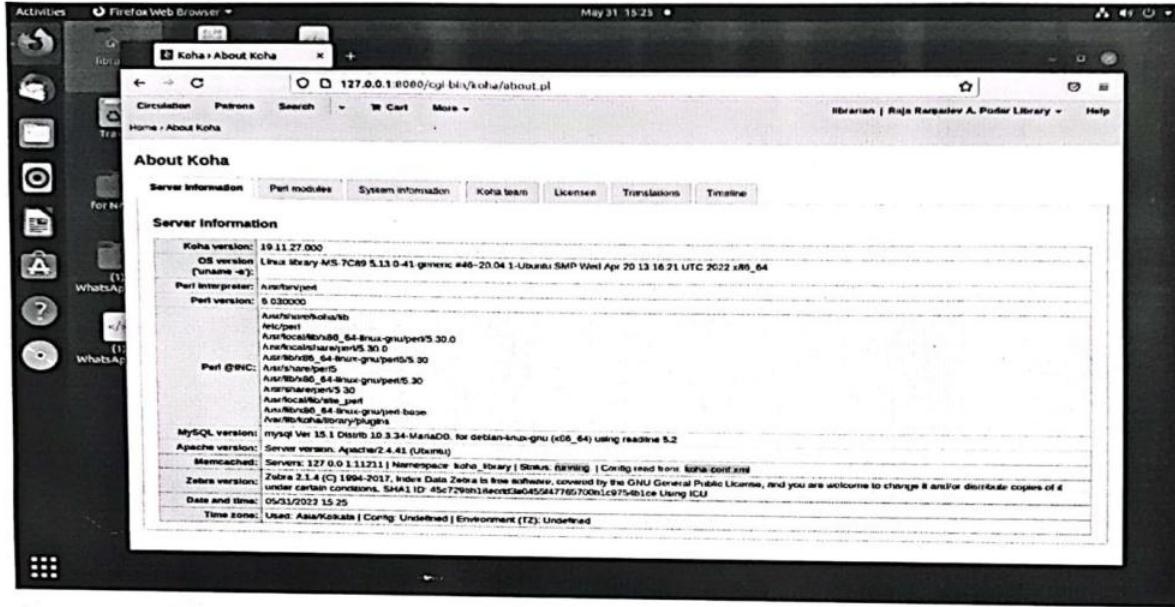 Activities
Firefox Web Browser
May 31 15:25
Koha › About Koha
127.0.0.1:8080/cgi-bin/koha/about.pl
Circulation Patrons Search Cart More
librarian | Raja Ramadev A. Podar Library Help
Home › About Koha
About Koha
Server information Perl modules System information Koha team Licenses Translations Timeline
Server Information
Koha version: 19.11.27.000
OS version ('uname -a'): Linux library-MS-7C89 5.13.0-41-generic #46~20.04.1-Ubuntu SMP Wed Apr 20 13:16:21 UTC 2022 x86_64
Perl interpreter: /usr/bin/perl
Perl version: 5.030000
Perl @INC:
/usr/share/koha/lib
/etc/perl
/usr/local/lib/x86_64-linux-gnu/perl/5.30.0
/usr/local/share/perl/5.30.0
/usr/lib/x86_64-linux-gnu/perl5/5.30
/usr/share/perl5
/usr/lib/x86_64-linux-gnu/perl/5.30
/usr/share/perl/5.30
/usr/local/lib/site_perl
/usr/lib/x86_64-linux-gnu/perl-base
/var/lib/koha/library/plugins
MySQL version: mysql Ver 15.1 Distrib 10.3.34-MariaDB, for debian-linux-gnu (x86_64) using readline 5.2
Apache version: Server version: Apache/2.4.41 (Ubuntu)
Memcached: Servers: 127.0.0.1:11211 | Namespace: koha_library | Status: running. | Config read from: koha-conf.xml
Zebra version: Zebra 2.1.4 (C) 1994-2017, Index Data Zebra is free software, covered by the GNU General Public License, and you are welcome to change it and/or distribute copies of it
under certain conditions. SHA1 ID: Using ICU
Date and time: 05/31/2022 15:25
Time zone: Used: Asia/Kolkata | Config: Undefined | Environment (TZ): Undefined
(1)
WhatsAp
(1)
WhatsAp